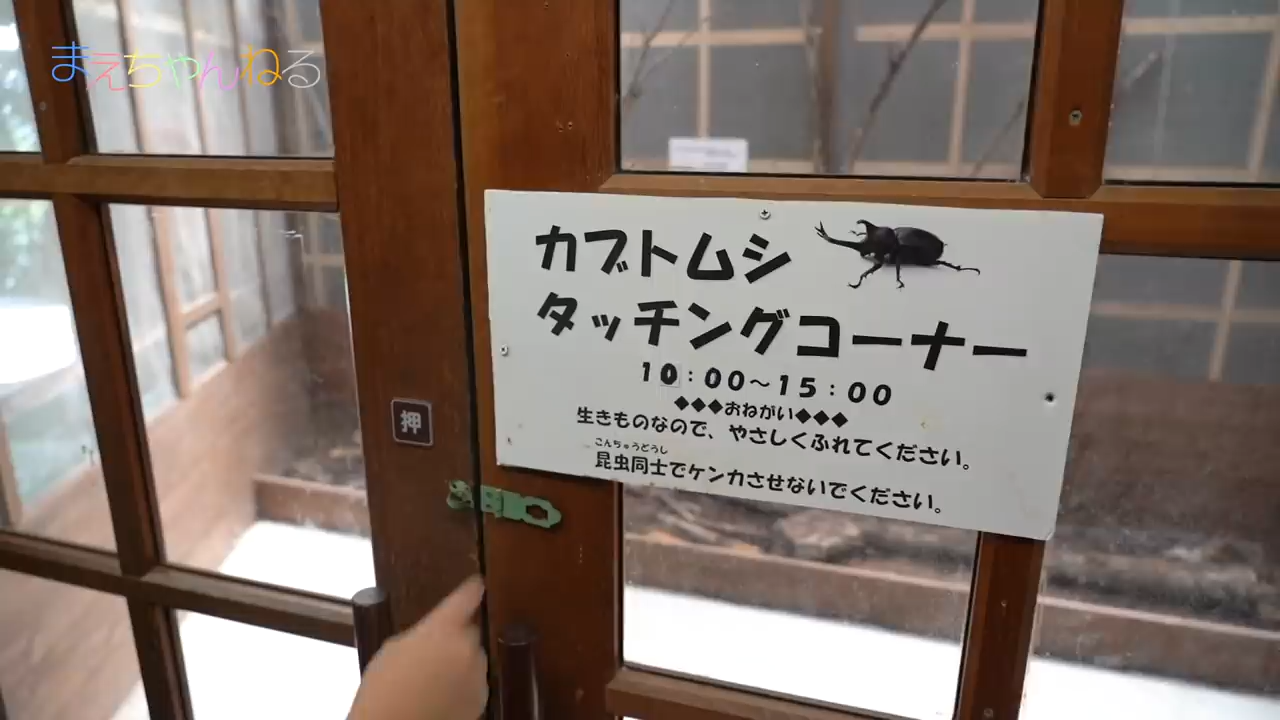 まえちゃんねる
カブトムシ
タッチングコーナー
10:00～15:00
◆◆◆おねがい◆◆◆
生きものなので、やさしくふれてください。
こんちゅうどうし
昆虫同士でケンカさせないでください。
押